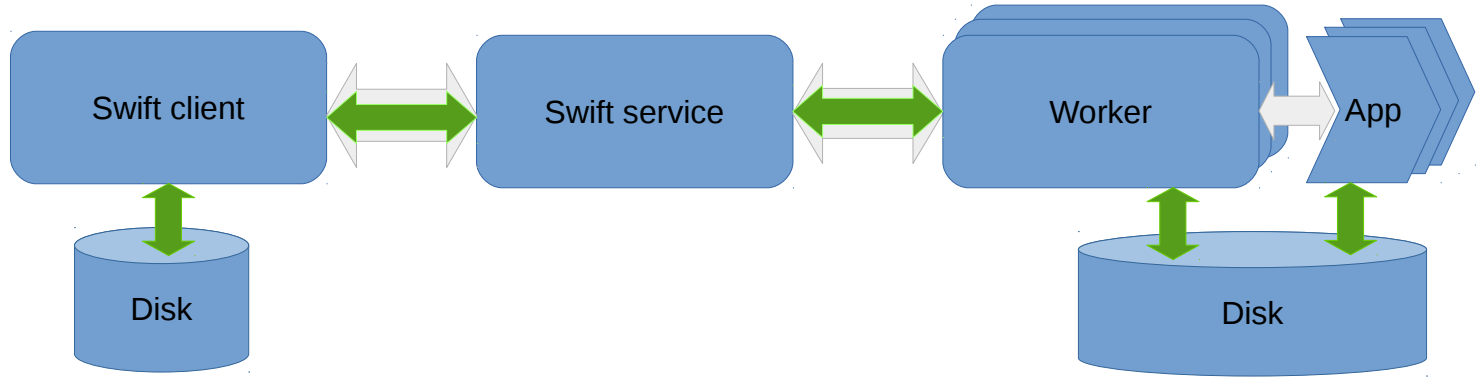 Swift client
Swift service
Worker
App
Disk
Disk